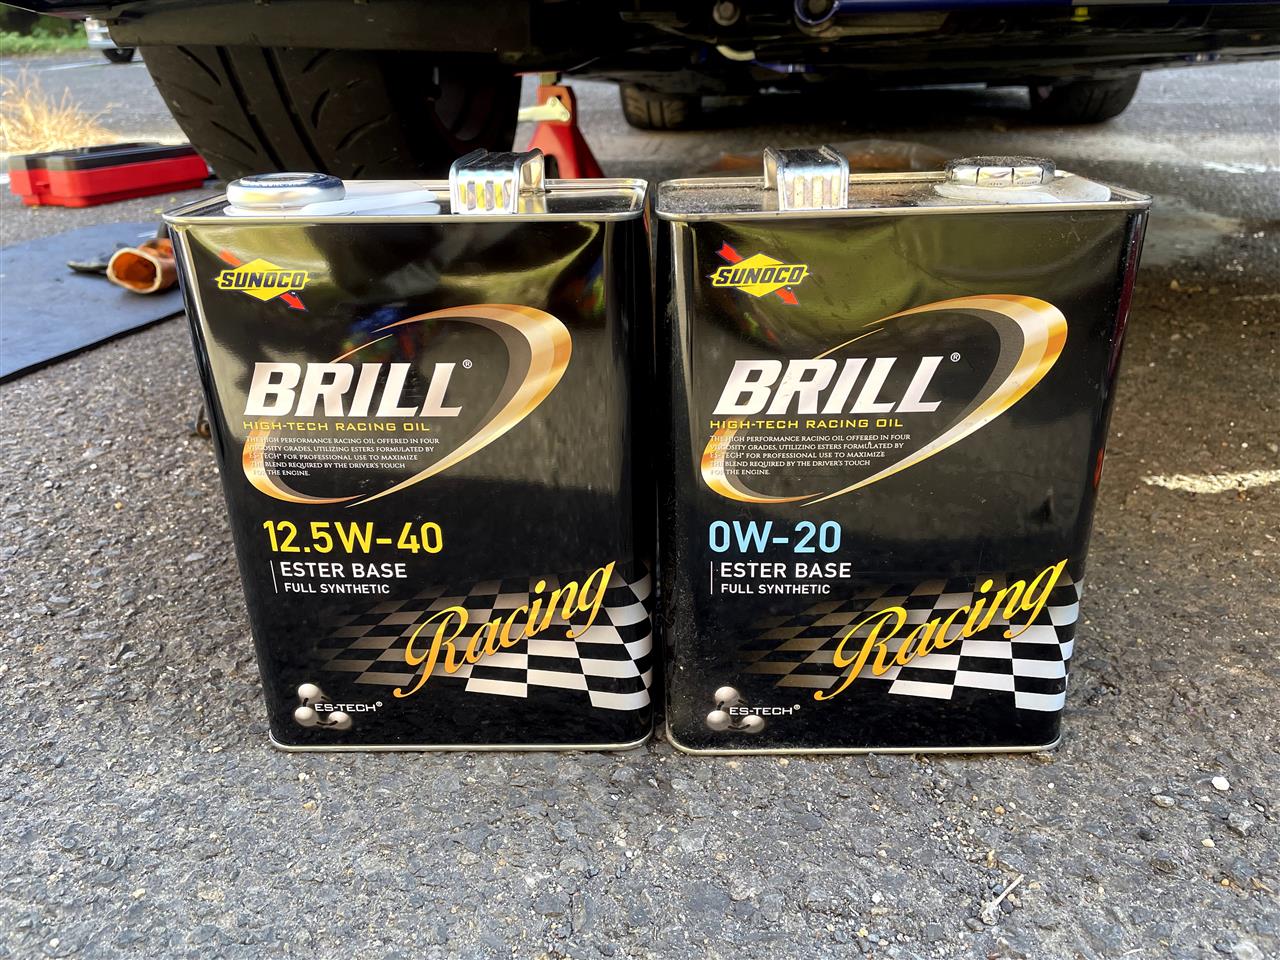 SUNOCO
BRILL®
HIGH-TECH RACING OIL
THE HIGH PERFORMANCE RACING OIL OFFERED IN FOUR
VISCOSITY GRADES, UTILIZING ESTERS FORMULATED BY
ES-TECH® FOR PROFESSIONAL USE TO MAXIMIZE
THE BLEND REQUIRED BY THE DRIVER'S TOUCH
FOR THE ENGINE.
12.5W-40
ESTER BASE
FULL SYNTHETIC
Racing
ES-TECH®
SUNOCO
BRILL®
HIGH-TECH RACING OIL
THE HIGH PERFORMANCE RACING OIL OFFERED IN FOUR
VISCOSITY GRADES, UTILIZING ESTERS FORMULATED BY
ES-TECH® FOR PROFESSIONAL USE TO MAXIMIZE
THE BLEND REQUIRED BY THE DRIVER'S TOUCH
FOR THE ENGINE.
0W-20
ESTER BASE
FULL SYNTHETIC
Racing
ES-TECH®